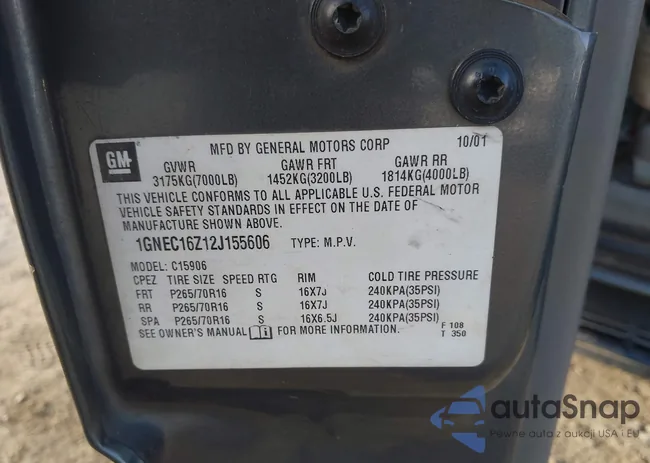 GM
MFD BY GENERAL MOTORS CORP 10/01
GVWR GAWR FRT GAWR RR
3175KG(7000LB) 1452KG(3200LB) 1814KG(4000LB)
THIS VEHICLE CONFORMS TO ALL APPLICABLE U.S. FEDERAL MOTOR
VEHICLE SAFETY STANDARDS IN EFFECT ON THE DATE OF
MANUFACTURE SHOWN ABOVE.
1GNEC16Z12J155606 TYPE: M.P.V.
MODEL: C15906
CPEZ TIRE SIZE SPEED RTG RIM COLD TIRE PRESSURE
FRT P265/70R16 S 16X7J 240KPA(35PSI)
RR P265/70R16 S 16X7J 240KPA(35PSI)
SPA P265/70R16 S 16X6.5J 240KPA(35PSI)
SEE OWNER'S MANUAL FOR MORE INFORMATION.
F 108
T 350
autaSnap
Pewne auta z aukcji USA i EU